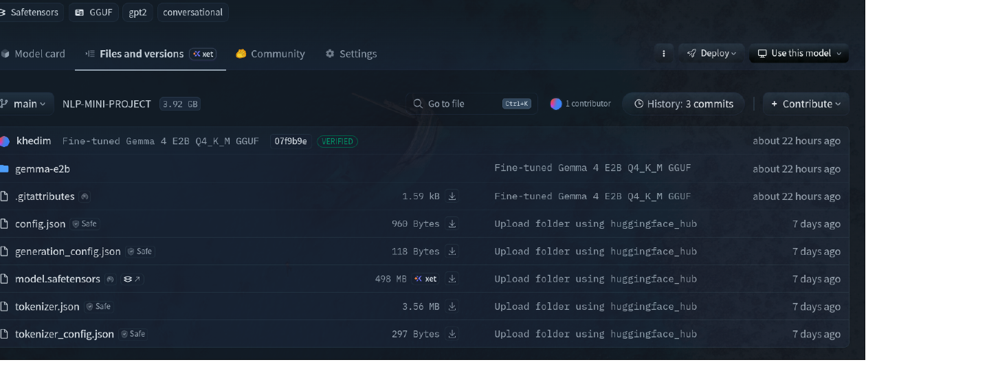 Safetensors GGUF gpt2 conversational
Model card Files and versions xet Community Settings Deploy Use this model
main NLP-MINI-PROJECT 3.92 GB Go to file Ctrl+K 1 contributor History: 3 commits + Contribute
khedim Fine-tuned Gemma 4 E2B Q4_K_M GGUF 07f9b9e VERIFIED about 22 hours ago
gemma-e2b Fine-tuned Gemma 4 E2B Q4_K_M GGUF about 22 hours ago
.gitattributes 1.59 kB Fine-tuned Gemma 4 E2B Q4_K_M GGUF about 22 hours ago
config.json Safe 960 Bytes Upload folder using huggingface_hub 7 days ago
generation_config.json Safe 118 Bytes Upload folder using huggingface_hub 7 days ago
model.safetensors 498 MB xet Upload folder using huggingface_hub 7 days ago
tokenizer.json Safe 3.56 MB Upload folder using huggingface_hub 7 days ago
tokenizer_config.json Safe 297 Bytes Upload folder using huggingface_hub 7 days ago